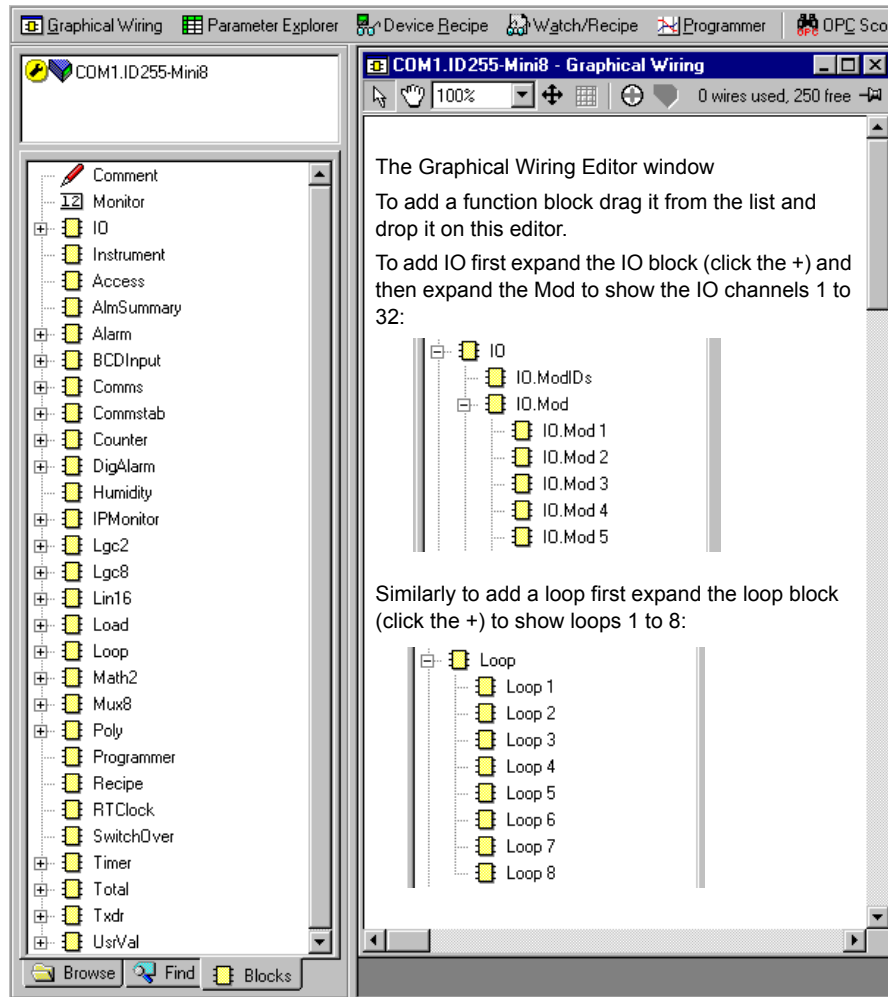 Graphical Wiring Parameter Explorer Device Recipe Watch/Recipe Programmer OPC Sco
COM1.ID255-Mini8
Comment
12 Monitor
IO
Instrument
Access
AlmSummary
Alarm
BCDInput
Comms
Commstab
Counter
DigAlarm
Humidity
IPMonitor
Lgc2
Lgc8
Lin16
Load
Loop
Math2
Mux8
Poly
Programmer
Recipe
RTClock
SwitchOver
Timer
Total
Txdr
UsrVal
Browse Find Blocks
COM1.ID255-Mini8 - Graphical Wiring
100% 0 wires used, 250 free
The Graphical Wiring Editor window
To add a function block drag it from the list and
drop it on this editor.
To add IO first expand the IO block (click the +) and
then expand the Mod to show the IO channels 1 to
32:
IO
IO.ModIDs
IO.Mod
IO.Mod 1
IO.Mod 2
IO.Mod 3
IO.Mod 4
IO.Mod 5
Similarly to add a loop first expand the loop block
(click the +) to show loops 1 to 8:
Loop
Loop 1
Loop 2
Loop 3
Loop 4
Loop 5
Loop 6
Loop 7
Loop 8